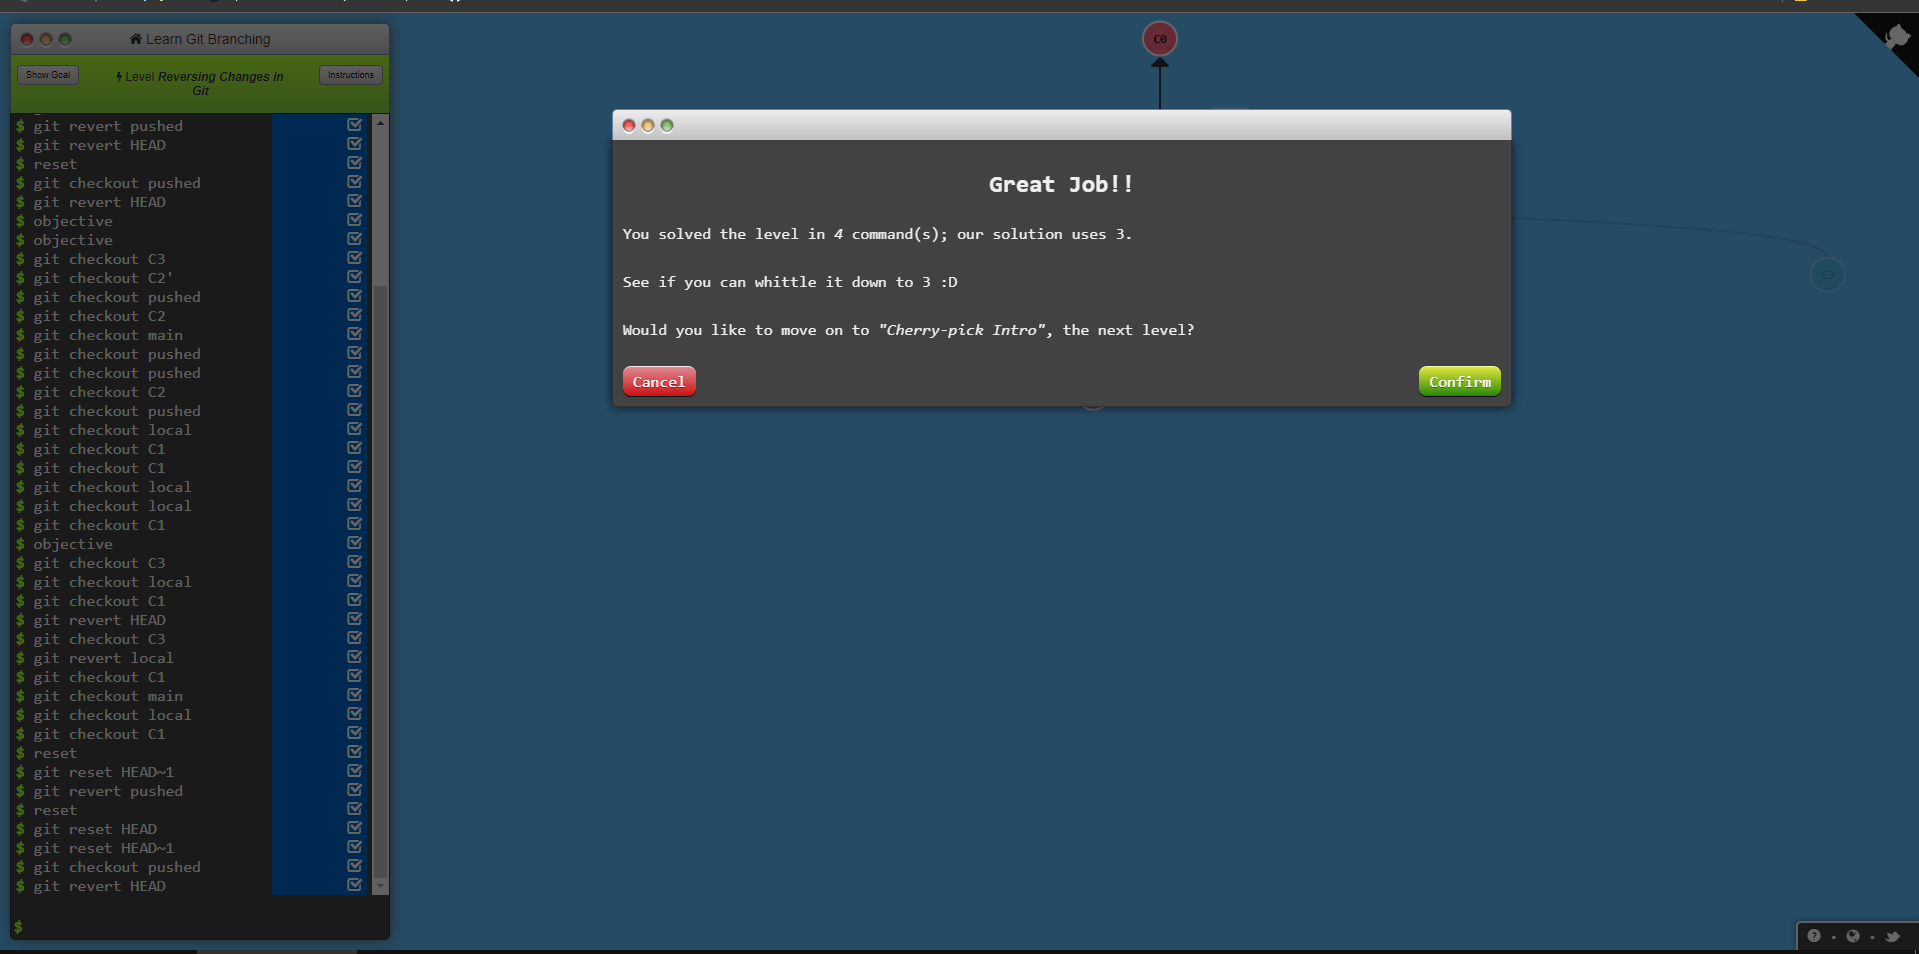 Learn Git Branching
Show Goal
Level Reversing Changes in
Git
Instructions
$ git revert pushed
$ git revert HEAD
$ reset
$ git checkout pushed
$ git revert HEAD
$ objective
$ objective
$ git checkout C3
$ git checkout C2'
$ git checkout pushed
$ git checkout C2
$ git checkout main
$ git checkout pushed
$ git checkout pushed
$ git checkout C2
$ git checkout pushed
$ git checkout local
$ git checkout C1
$ git checkout C1
$ git checkout local
$ git checkout local
$ git checkout C1
$ objective
$ git checkout C3
$ git checkout local
$ git checkout C1
$ git revert HEAD
$ git checkout C3
$ git revert local
$ git checkout C1
$ git checkout main
$ git checkout local
$ git checkout C1
$ reset
$ git reset HEAD~1
$ git revert pushed
$ reset
$ git reset HEAD
$ git reset HEAD~1
$ git checkout pushed
$ git revert HEAD
$
C0
Great Job!!
You solved the level in 4 command(s); our solution uses 3.
See if you can whittle it down to 3 :D
Would you like to move on to "Cherry-pick Intro", the next level?
Cancel
Confirm
C3